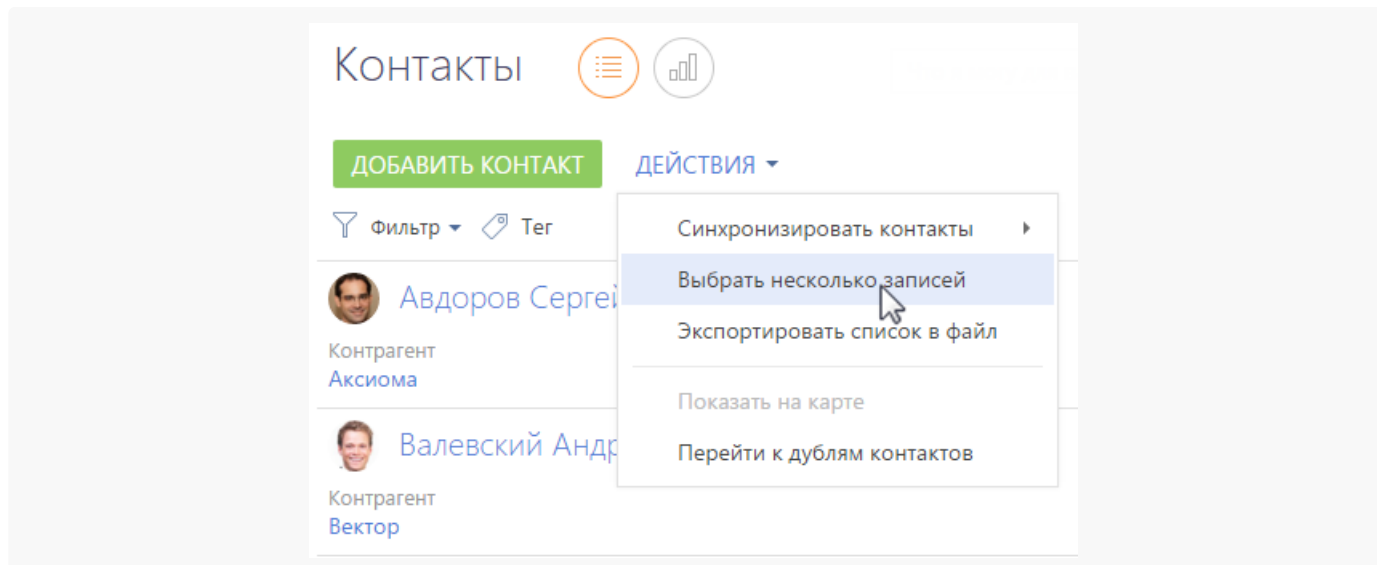 Контакты
ДОБАВИТЬ КОНТАКТ ДЕЙСТВИЯ
Фильтр Тег
Синхронизировать контакты
Выбрать несколько записей
Экспортировать список в файл
Показать на карте
Перейти к дублям контактов
Авдоров Сергей
Контрагент
Аксиома
Валевский Андр
Контрагент
Вектор